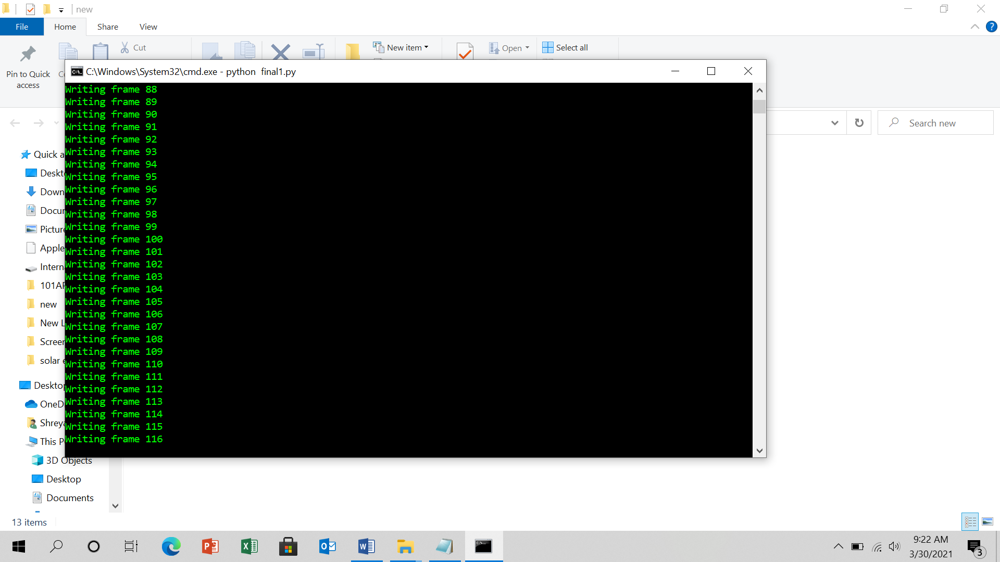 new
File
Home
Share
View
Pin to Quick
access
Cut
New item
Open
Select all
C:\Windows\System32\cmd.exe - python final1.py
Writing frame 88
Writing frame 89
Writing frame 90
Writing frame 91
Writing frame 92
Writing frame 93
Writing frame 94
Writing frame 95
Writing frame 96
Writing frame 97
Writing frame 98
Writing frame 99
Writing frame 100
Writing frame 101
Writing frame 102
Writing frame 103
Writing frame 104
Writing frame 105
Writing frame 106
Writing frame 107
Writing frame 108
Writing frame 109
Writing frame 110
Writing frame 111
Writing frame 112
Writing frame 113
Writing frame 114
Writing frame 115
Writing frame 116
Search new
Quick a
Deskt
Down
Docur
Picture
Apple
Intern
101AP
new
New L
Screer
solar e
Desktop
OneD
Shreya
This P
3D Objects
Desktop
Documents
13 items
9:22 AM
3/30/2021
3